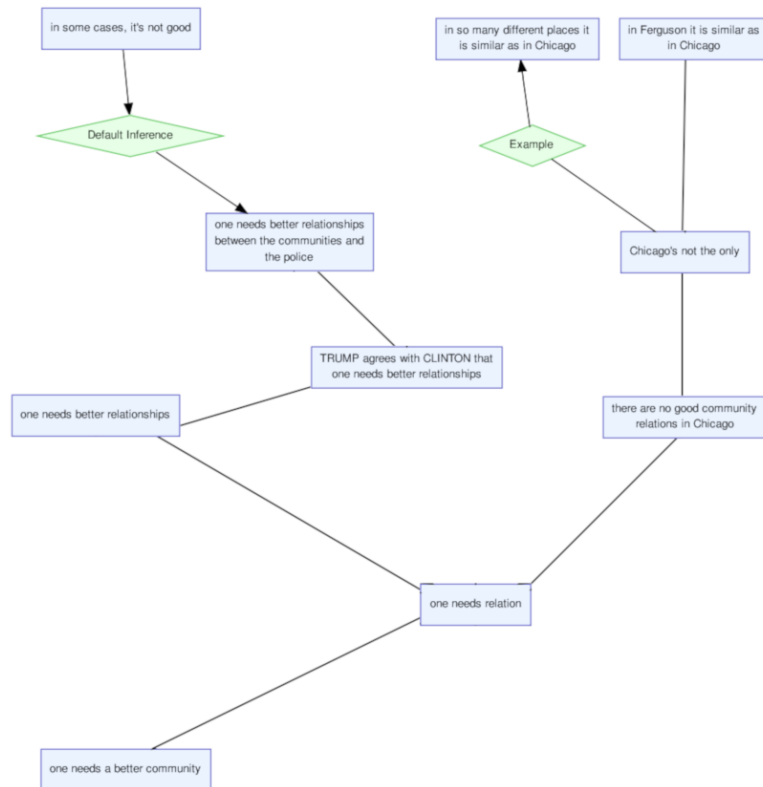 in some cases, it's not good
in so many different places it
is similar as in Chicago
in Ferguson it is similar as
in Chicago
Default Inference
Example
one needs better relationships
between the communities and
the police
Chicago's not the only
TRUMP agrees with CLINTON that
one needs better relationships
one needs better relationships
there are no good community
relations in Chicago
one needs relation
one needs a better community